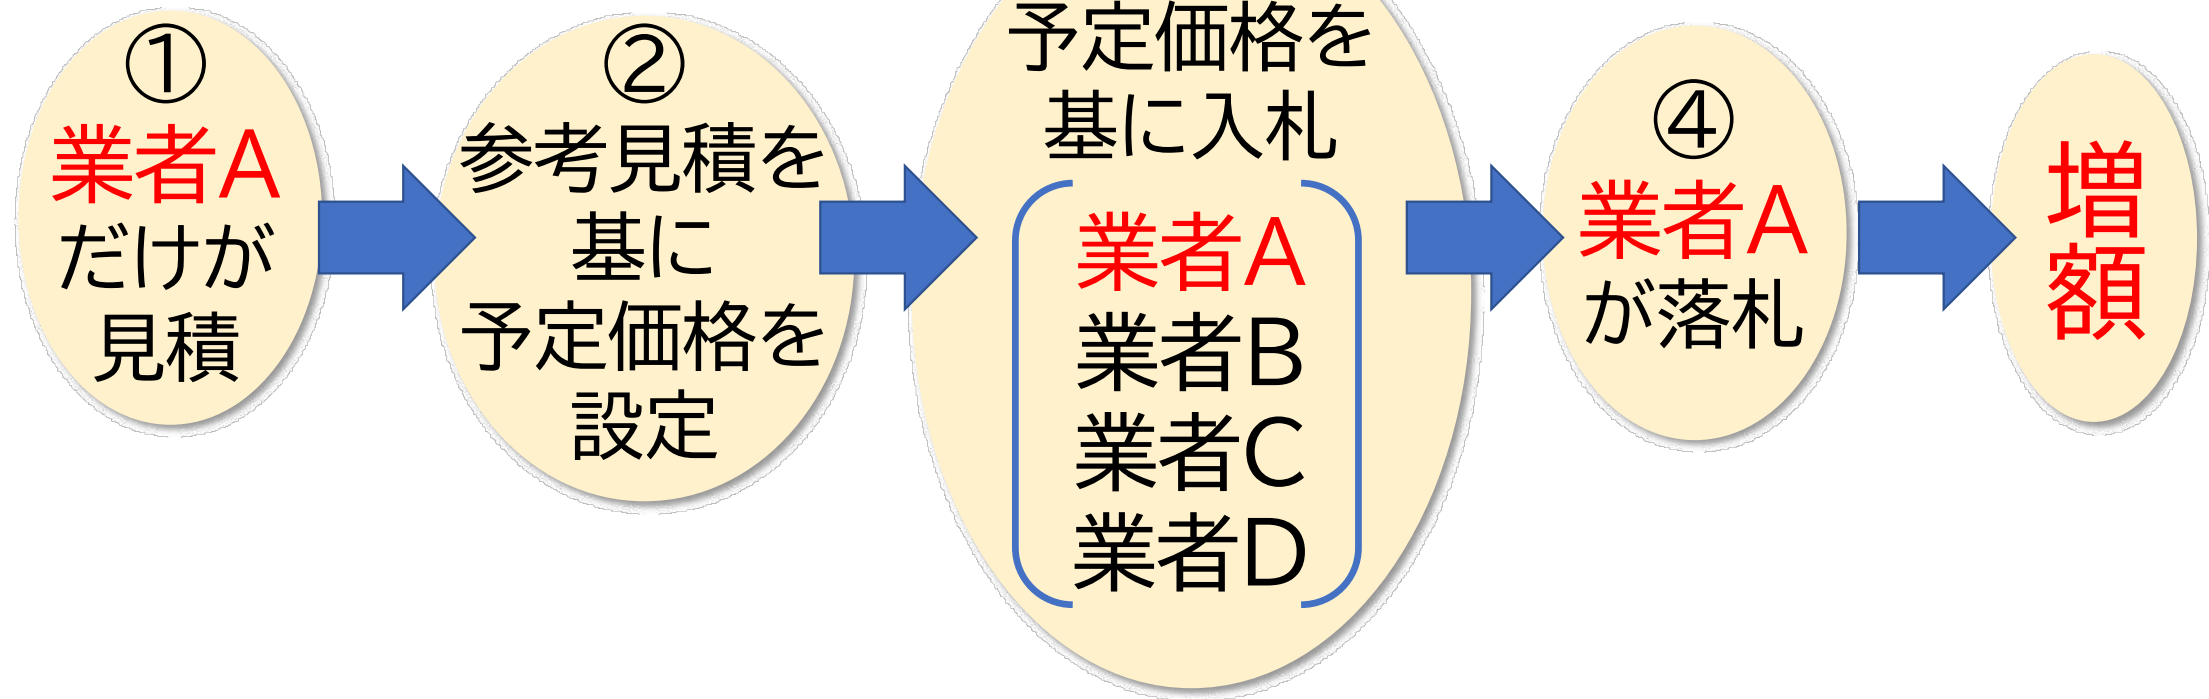 ①
業者A
だけが
見積
②
参考見積を
基に
予定価格を
設定
予定価格を
基に入札
業者A
業者B
業者C
業者D
④
業者A
が落札
増
額